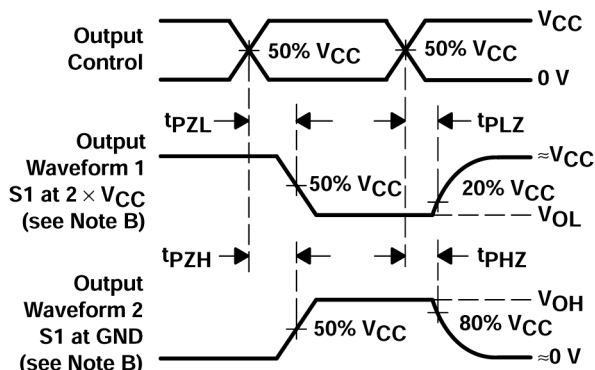 Output
Control
50% VCC
50% VCC
VCC
0 V
tPZL
tPLZ
Output
Waveform 1
S1 at 2 × VCC
(see Note B)
50% VCC
20% VCC
≈VCC
VOL
tPZH
tPHZ
Output
Waveform 2
S1 at GND
(see Note B)
50% VCC
80% VCC
VOH
≈0 V